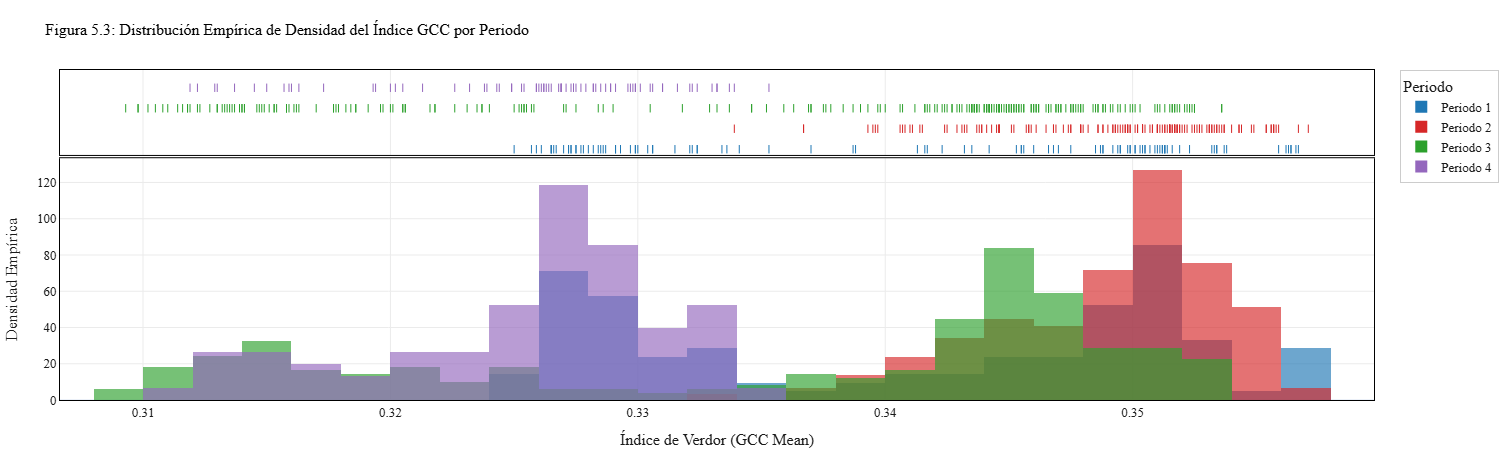 Figura 5.3: Distribución Empírica de Densidad del Índice GCC por Periodo
Periodo
Periodo 1
Periodo 2
Periodo 3
Periodo 4
Densidad Empírica
120
100
80
60
40
20
0
0.31 0.32 0.33 0.34 0.35
Índice de Verdor (GCC Mean)